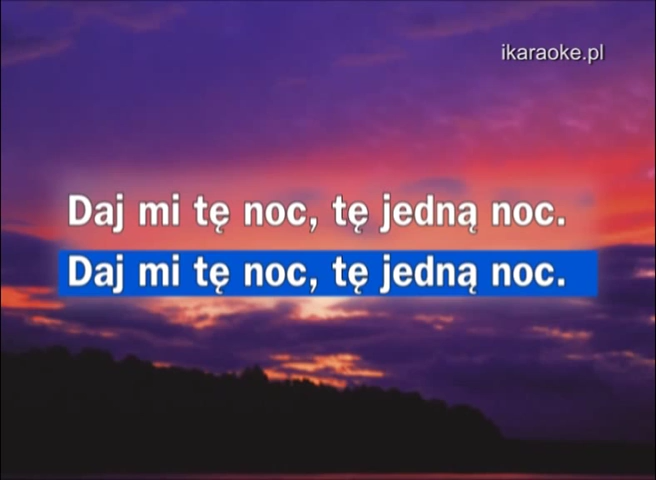 ikaraoke.pl
Daj mi tę noc, tę jedną noc.
Daj mi tę noc, tę jedną noc.